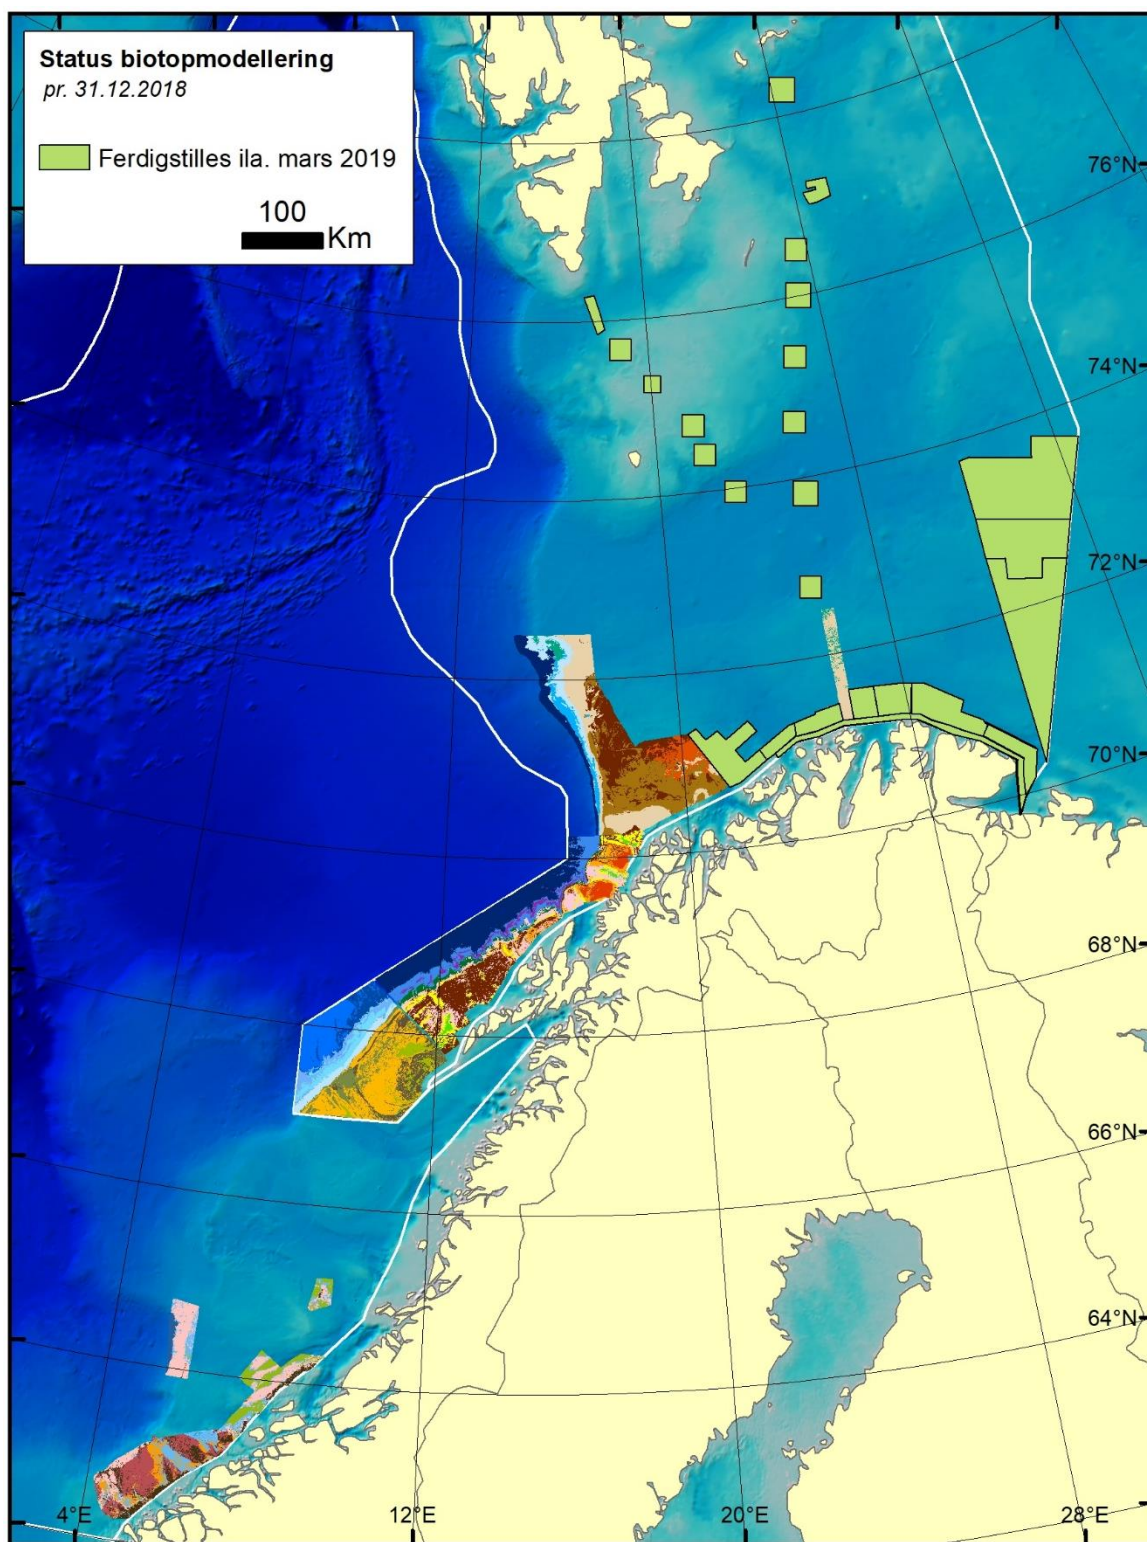 Status biotopmodellering
pr. 31.12.2018
Ferdigstilles ila. mars 2019
100
Km
76°N
74°N
72°N
70°N
68°N
66°N
64°N
4°E
12°E
20°E
28°E